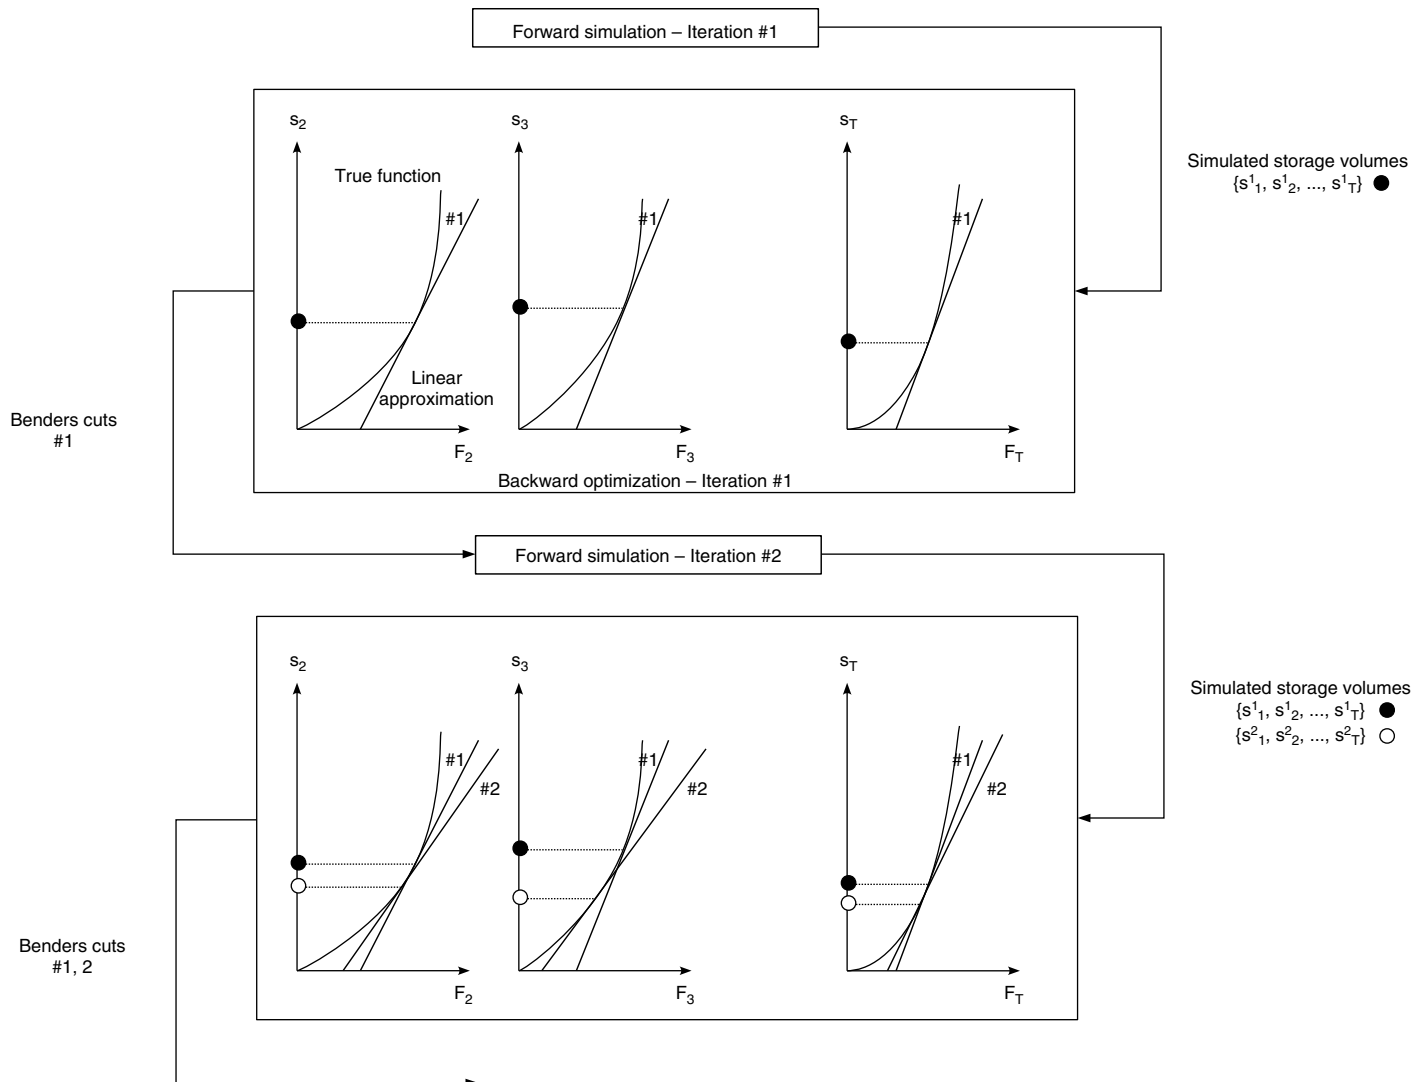 Forward simulation – Iteration #1
s2 s3 sT
True function
#1 #1 #1
Simulated storage volumes
{s¹₁, s¹₂, ..., s¹T}
Linear
approximation
Benders cuts
#1
F2 F3 FT
Backward optimization – Iteration #1
Forward simulation – Iteration #2
s2 s3 sT
Simulated storage volumes
{s¹₁, s¹₂, ..., s¹T}
{s²₁, s²₂, ..., s²T}
#1 #1 #1
#2 #2 #2
Benders cuts
#1, 2
F2 F3 FT